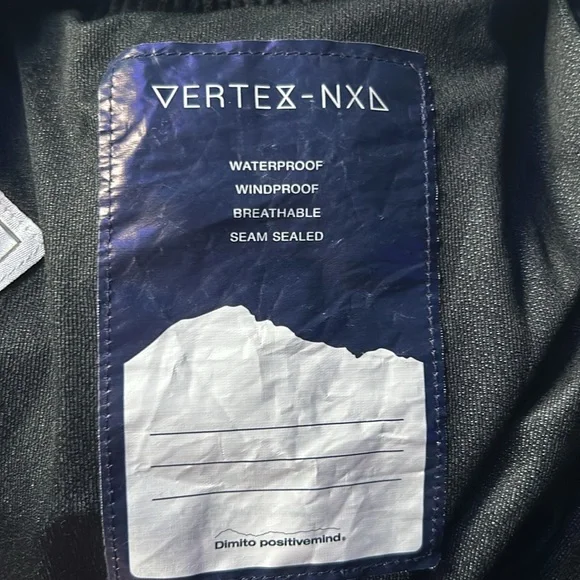 VERTEX-NXD
WATERPROOF
WINDPROOF
BREATHABLE
SEAM SEALED
Dimito positivemind®